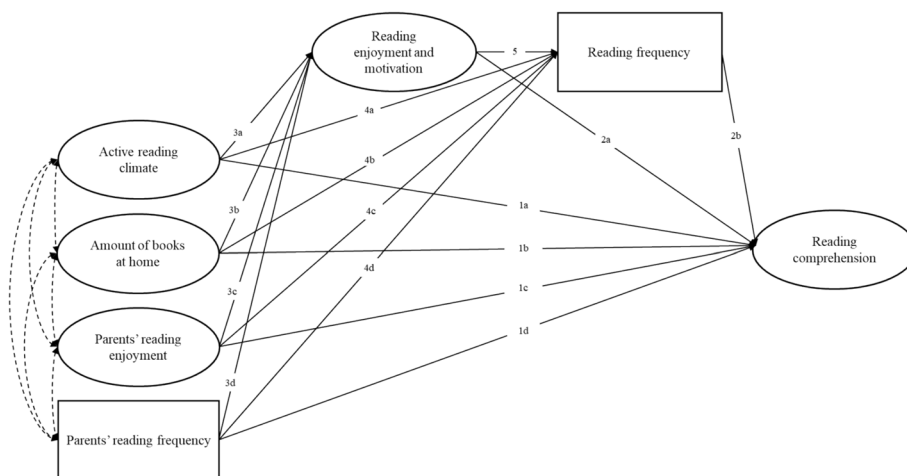 Reading
enjoyment and
motivation
5
Reading frequency
3a
4a
Active reading
climate
2a
2b
4b
3b
4c
1a
Amount of books
at home
1b
Reading
comprehension
4d
3c
1c
Parents' reading
enjoyment
1d
3d
Parents' reading frequency